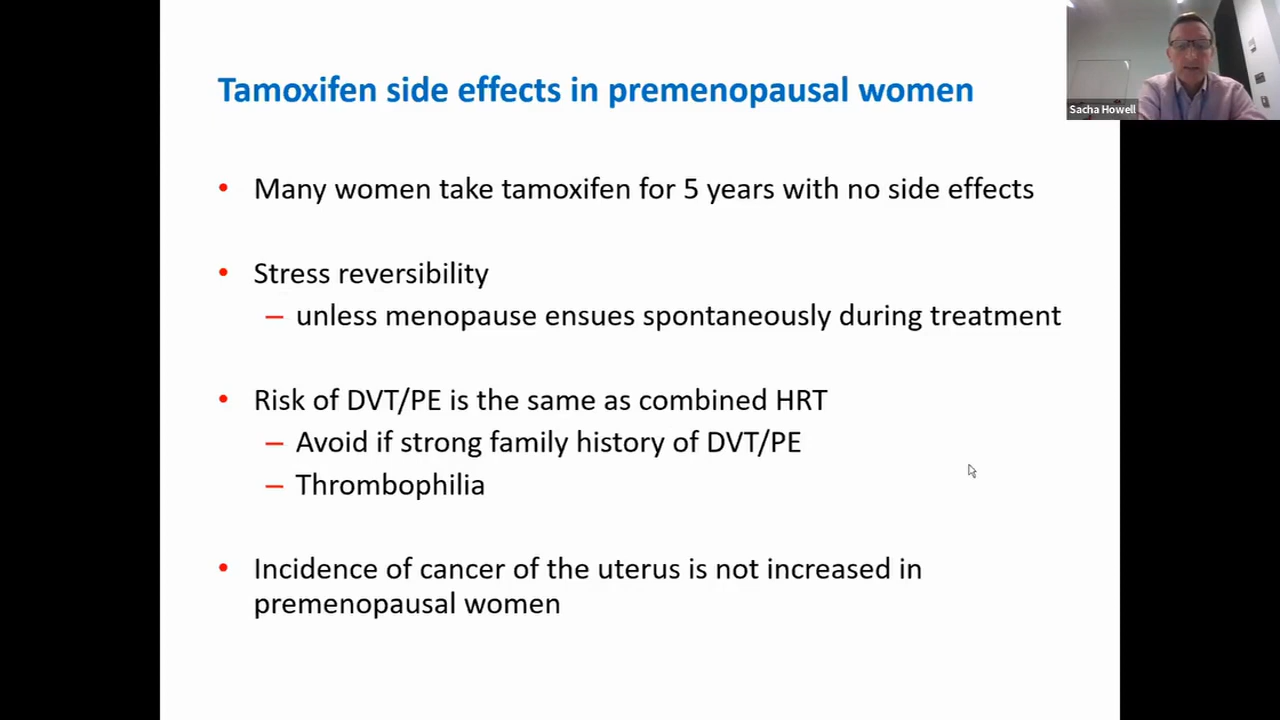 Tamoxifen side effects in premenopausal women
Sacha Howell
• Many women take tamoxifen for 5 years with no side effects
• Stress reversibility
– unless menopause ensues spontaneously during treatment
• Risk of DVT/PE is the same as combined HRT
– Avoid if strong family history of DVT/PE
– Thrombophilia
• Incidence of cancer of the uterus is not increased in
premenopausal women